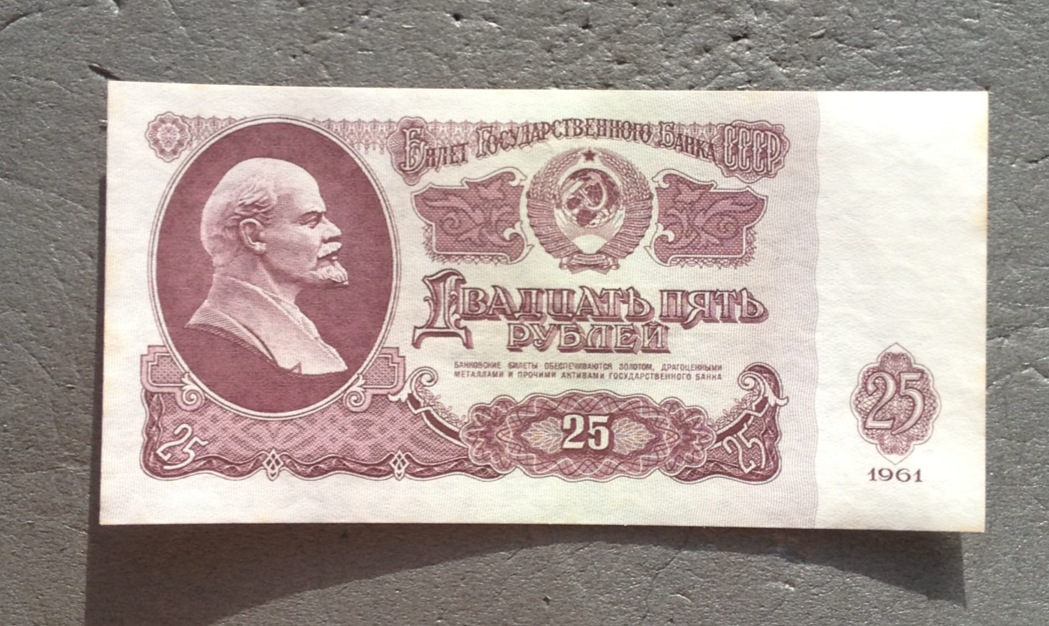 Билет Государственного Банка СССР
Двадцать пять
рублей
БАНКОВСКИЕ БИЛЕТЫ ОБЕСПЕЧИВАЮТСЯ ЗОЛОТОМ, ДРАГОЦЕННЫМИ
МЕТАЛЛАМИ И ПРОЧИМИ АКТИВАМИ ГОСУДАРСТВЕННОГО БАНКА
25
25
25
25
1961